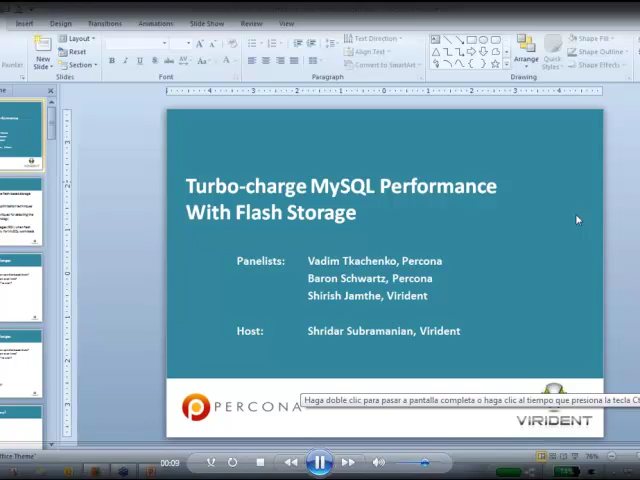 Insert Design Transitions Animations Slide Show Review View
Layout
Reset
New
Slide
Section
Slides
Font
Paragraph
Text Direction
Align Text
Convert to SmartArt
Arrange
Quick
Styles
Shape Fill
Shape Outline
Shape Effects
Drawing
Turbo-charge MySQL Performance
With Flash Storage
Panelists: Vadim Tkachenko, Percona
Baron Schwartz, Percona
Shirish Jamthe, Virident
Host: Shridar Subramanian, Virident
PERCONA
Haga doble clic para pasar a pantalla completa o haga clic al tiempo que presiona la tecla Ct
VIRIDENT
ffice Theme"
76%
00:09